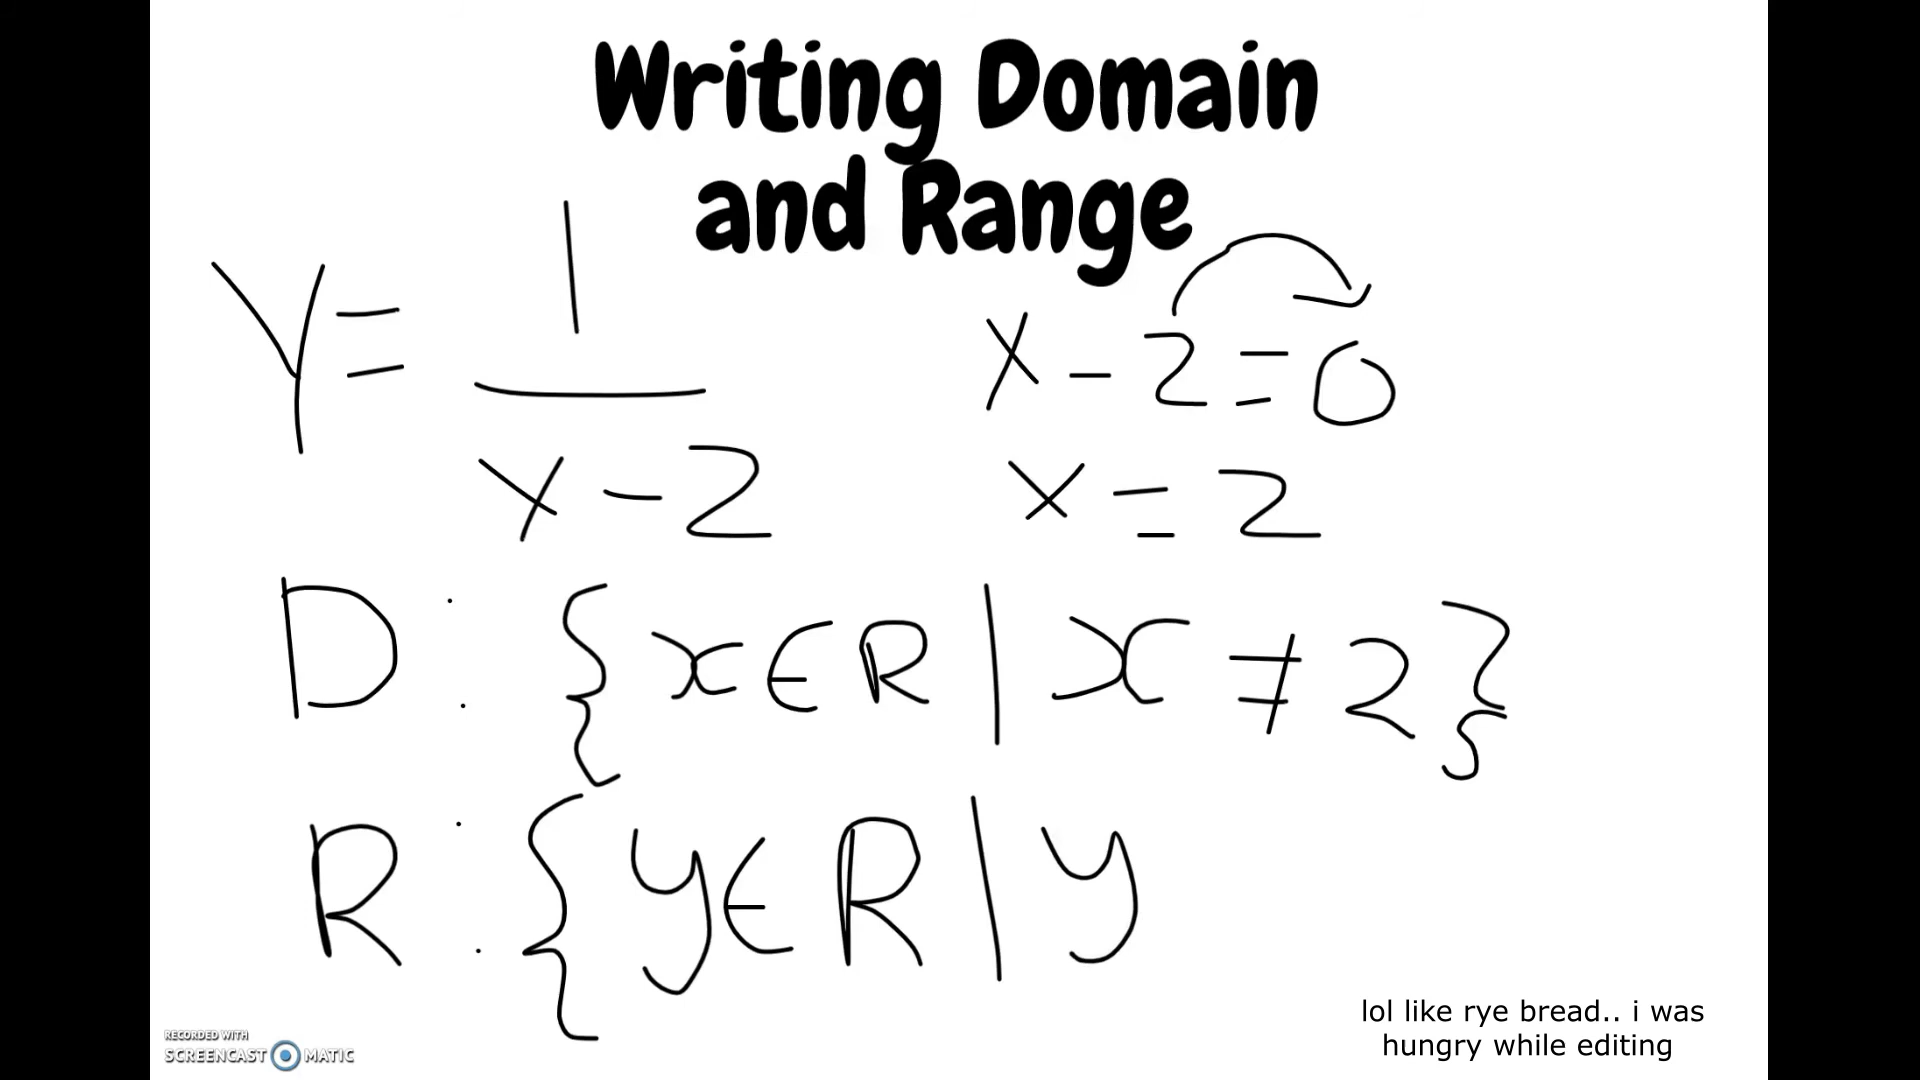 Writing Domain
and Range
Y = 1
x - 2
x - 2 = 0
x = 2
D : {x ∈ R | x ≠ 2}
R : {y ∈ R | y
lol like rye bread.. i was
hungry while editing
RECORDED WITH
SCREENCAST MATIC